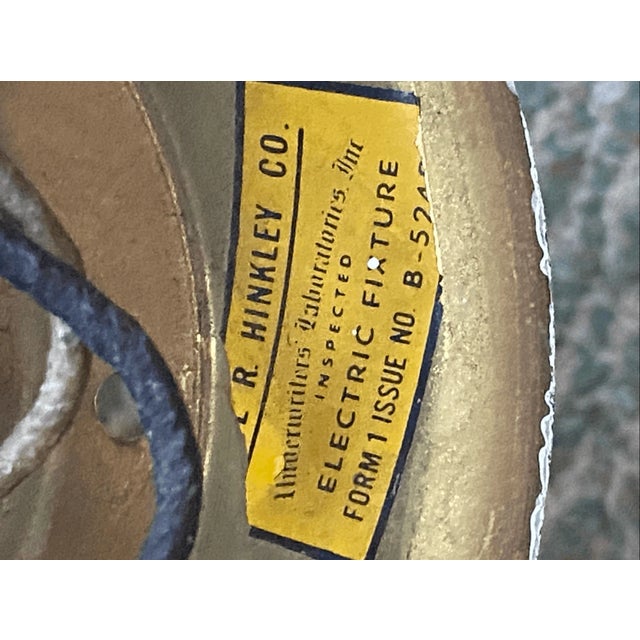 R. HINKLEY CO.
Underwriters' Laboratories, Inc
INSPECTED
ELECTRIC FIXTURE
FORM 1 ISSUE NO. B-524